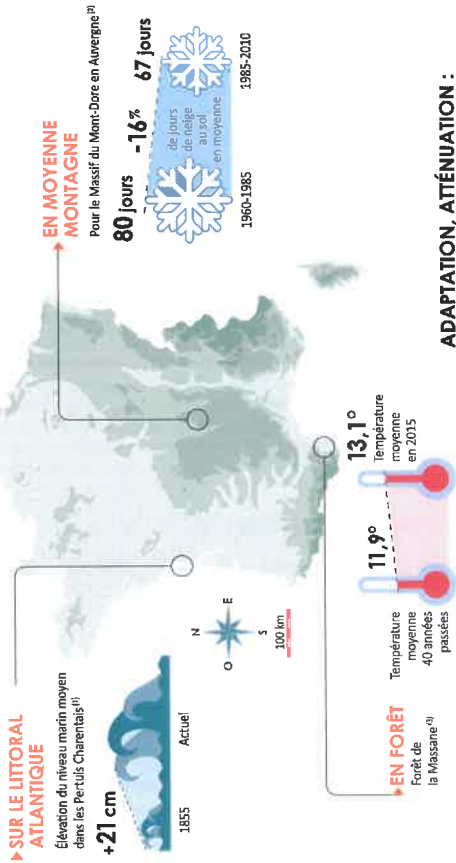 ▶ SUR LE LITTORAL
ATLANTIQUE
Élévation du niveau marin moyen
dans les Pertuis Charentais⁽¹⁾
+21 cm
1855
Actuel
EN MOYENNE
MONTAGNE
Pour le Massif du Mont-Dore en Auvergne⁽²⁾
80 jours
-16%
67 jours
de jours
de neige
au sol
en moyenne
1960-1985
1985-2010
N
O
E
S
100 km
▶ EN FORÊT
Forêt de
la Massane⁽³⁾
Température
moyenne
40 années
passées
11,9°
13,1°
Température
moyenne
en 2015
ADAPTATION, ATTÉNUATION :